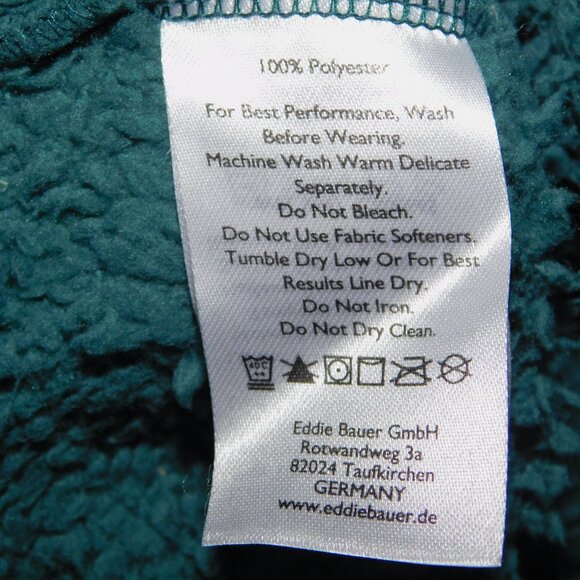 100% Polyester
For Best Performance, Wash
Before Wearing.
Machine Wash Warm Delicate
Separately.
Do Not Bleach.
Do Not Use Fabric Softeners.
Tumble Dry Low Or For Best
Results Line Dry.
Do Not Iron.
Do Not Dry Clean.
40°C
Eddie Bauer GmbH
Rotwandweg 3a
82024 Taufkirchen
GERMANY
www.eddiebauer.de